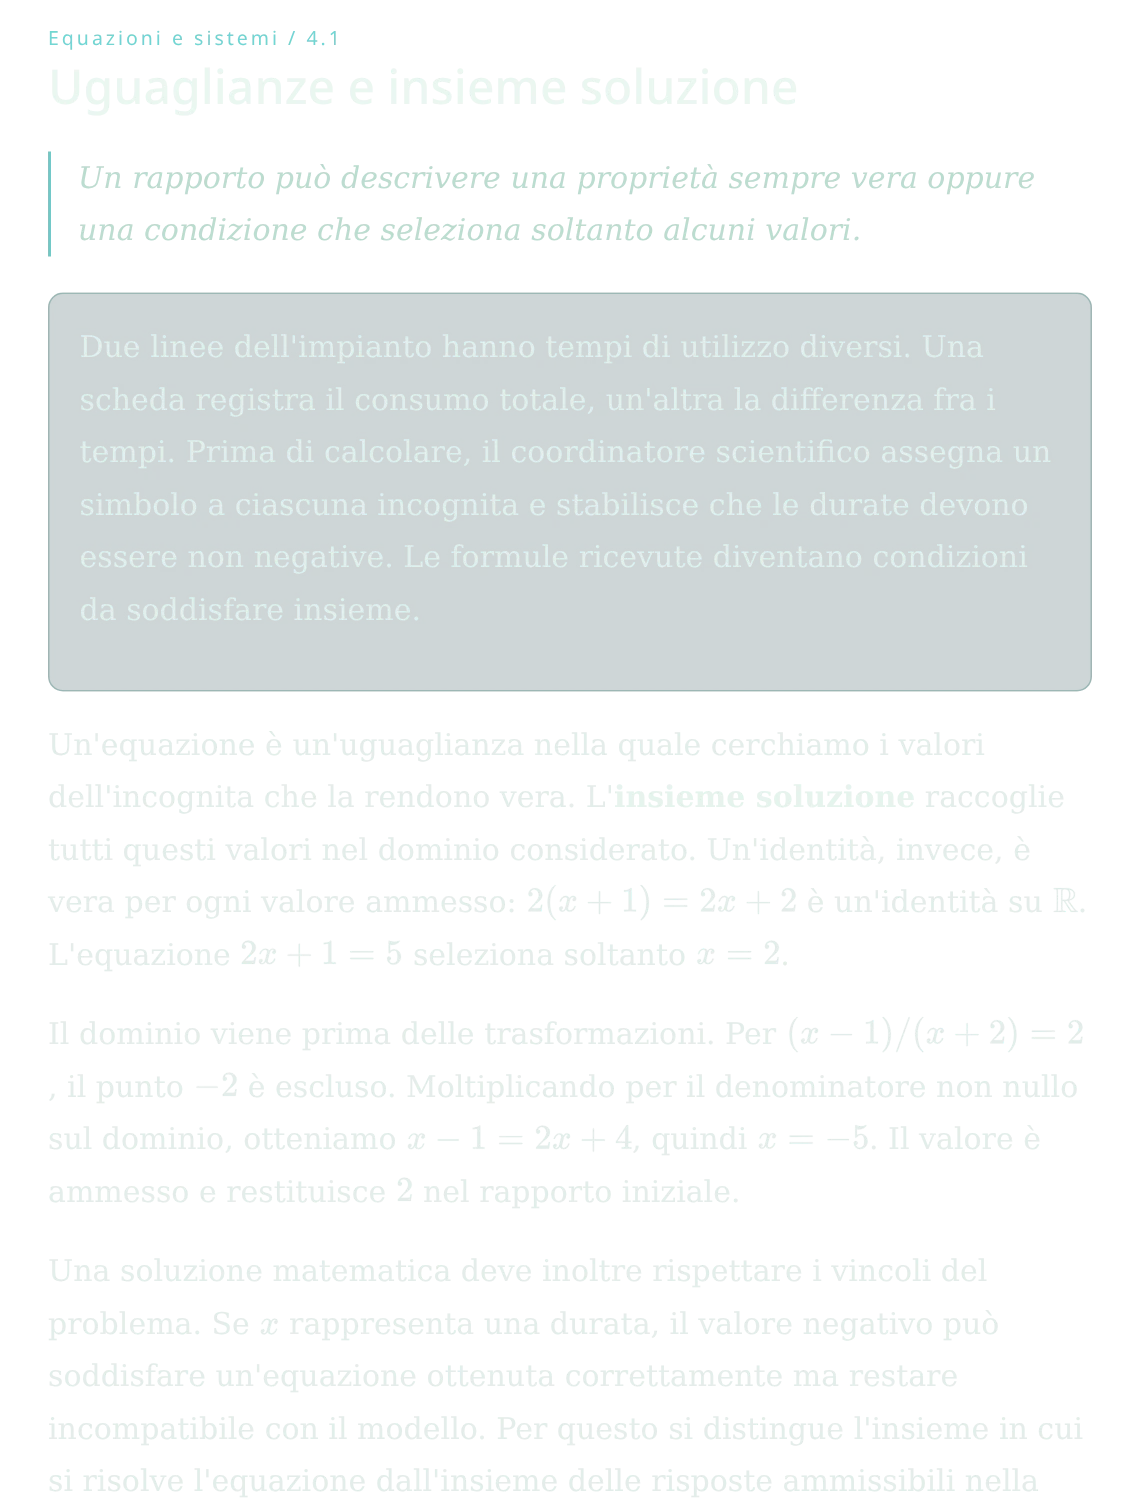 Equazioni e sistemi / 4.1
Uguaglianze e insieme soluzione
Un rapporto può descrivere una proprietà sempre vera oppure
una condizione che seleziona soltanto alcuni valori.
Due linee dell'impianto hanno tempi di utilizzo diversi. Una
scheda registra il consumo totale, un'altra la differenza fra i
tempi. Prima di calcolare, il coordinatore scientifico assegna un
simbolo a ciascuna incognita e stabilisce che le durate devono
essere non negative. Le formule ricevute diventano condizioni
da soddisfare insieme.
Un'equazione è un'uguaglianza nella quale cerchiamo i valori
dell'incognita che la rendono vera. L'insieme soluzione raccoglie
tutti questi valori nel dominio considerato. Un'identità, invece, è
vera per ogni valore ammesso: 2(x + 1) = 2x + 2 è un'identità su ℝ.
L'equazione 2x + 1 = 5 seleziona soltanto x = 2.
Il dominio viene prima delle trasformazioni. Per (x − 1)/(x + 2) = 2
, il punto −2 è escluso. Moltiplicando per il denominatore non nullo
sul dominio, otteniamo x − 1 = 2x + 4, quindi x = −5. Il valore è
ammesso e restituisce 2 nel rapporto iniziale.
Una soluzione matematica deve inoltre rispettare i vincoli del
problema. Se x rappresenta una durata, il valore negativo può
soddisfare un'equazione ottenuta correttamente ma restare
incompatibile con il modello. Per questo si distingue l'insieme in cui
si risolve l'equazione dall'insieme delle risposte ammissibili nella